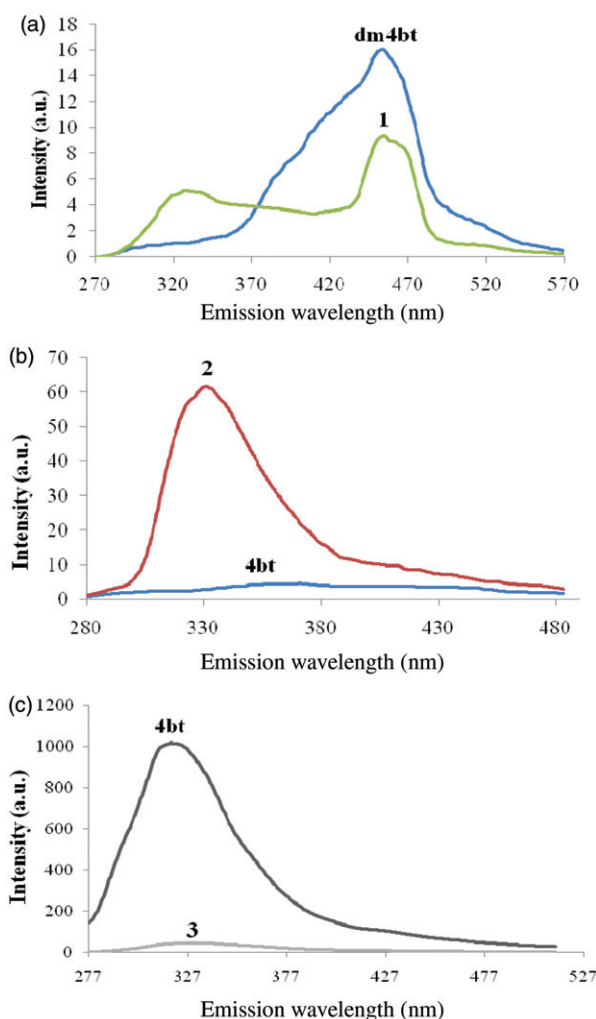 (a)
dm4bt
1
Intensity (a.u.)
18
16
14
12
10
8
6
4
2
0
270 320 370 420 470 520 570
Emission wavelength (nm)
(b)
2
4bt
Intensity (a.u.)
70
60
50
40
30
20
10
0
280 330 380 430 480
Emission wavelength (nm)
(c)
4bt
3
Intensity (a.u.)
1200
1000
800
600
400
200
0
277 327 377 427 477 527
Emission wavelength (nm)